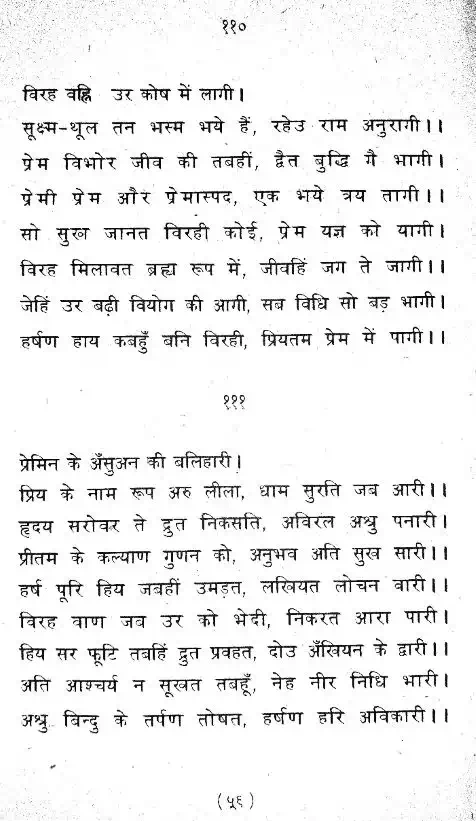 ११०
विरह वह्नि उर कोष में लागी।
सूक्ष्म-थूल तन भस्म भये हैं, रहेउ राम अनुरागी।।
प्रेम विभोर जीव की तबहीं, द्वैत बुद्धि गै भागी।
प्रेमी प्रेम और प्रेमास्पद, एक भये त्रय तागी।।
सो सुख जानत विरही कोई, प्रेम यज्ञ को यागी।
विरह मिलावत ब्रह्म रूप में, जीवहिं जग ते जागी।।
जेहिं उर बढ़ी वियोग की आगी, सब विधि सो बड़ भागी।
हर्षण हाय कबहुँ बनि विरही, प्रियतम प्रेम में पागी।।
१११
प्रेमिन के अँसुअन की बलिहारी।
प्रिय के नाम रूप अरु लीला, धाम सुरति जब आरी।।
हृदय सरोवर ते द्रुत निकसति, अविरल अश्रु पनारी।
प्रीतम के कल्याण गुणन को, अनुभव अति सुख सारी।।
हर्ष पूरि हिय जबहीं उमड़त, लखियत लोचन वारी।
विरह वाण जब उर को भेदी, निकरत आरा पारी।
हिय सर फूटि तबहिं द्रुत प्रवहत, दोउ अँखियन के द्वारी।।
अति आश्चर्य न सूखत तबहूँ, नेह नीर निधि भारी।
अश्रु बिन्दु के तर्पण तोषत, हर्षण हरि अविकारी।।
(५६)